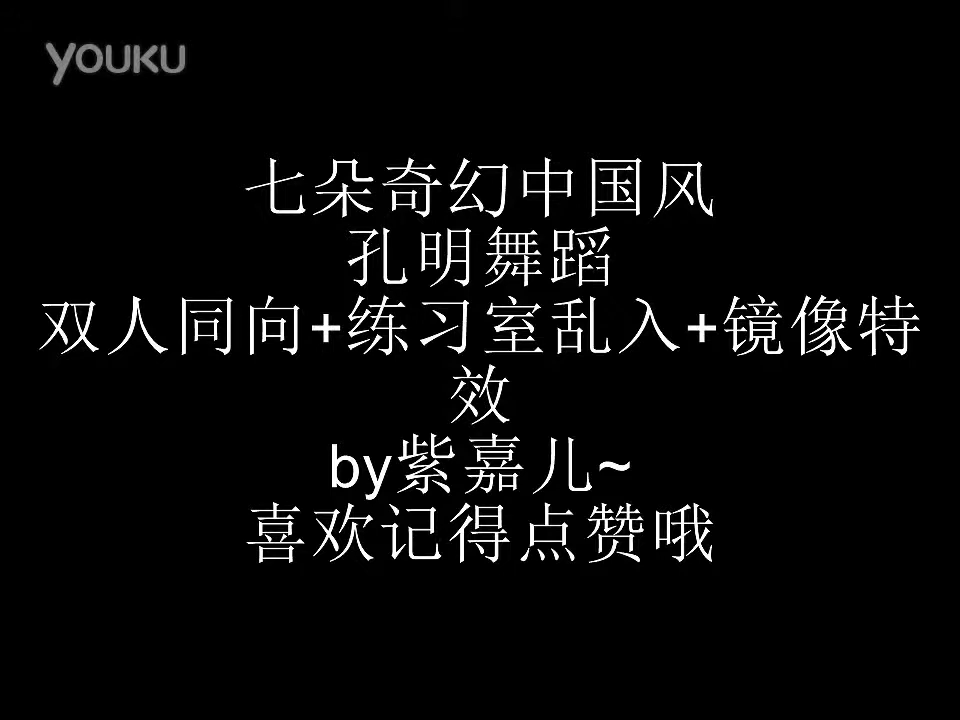 YOUKU
七朵奇幻中国风
孔明舞蹈
双人同向+练习室乱入+镜像特
效
by紫嘉儿~
喜欢记得点赞哦